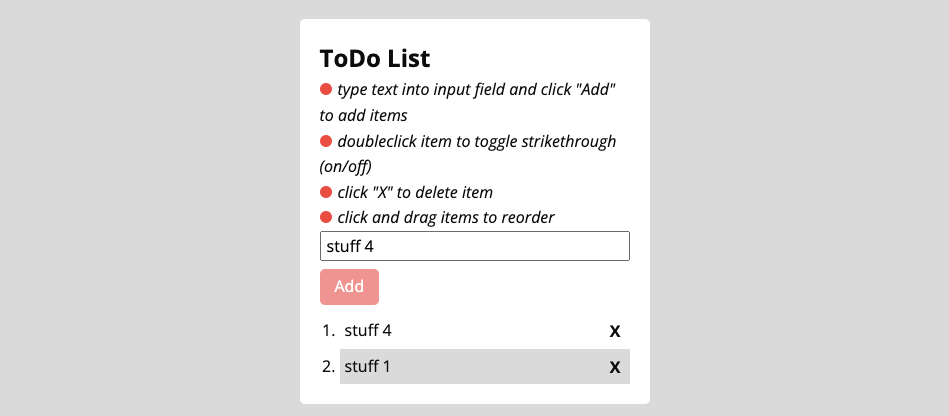 ToDo List
type text into input field and click "Add"
to add items
doubleclick item to toggle strikethrough
(on/off)
click "X" to delete item
click and drag items to reorder
stuff 4
Add
1. stuff 4 X
2. stuff 1 X